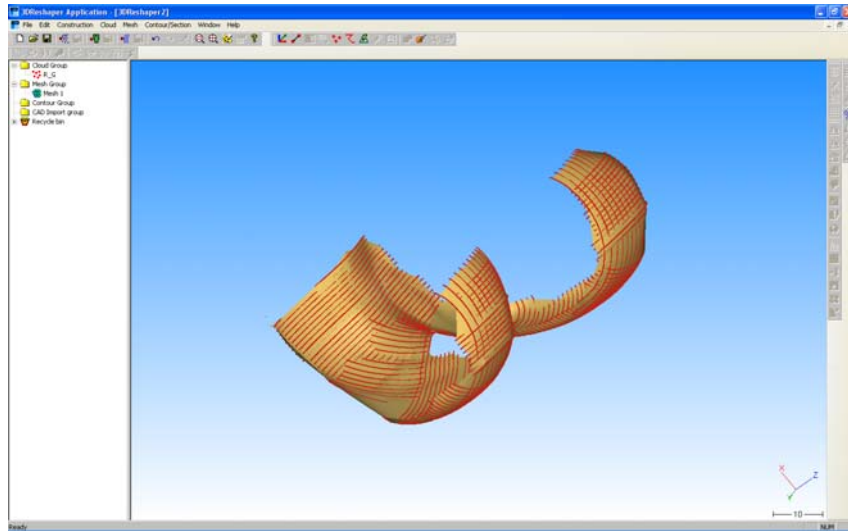 3DReshaper Application - [3DReshaper2]
File Edit Construction Cloud Mesh Contour/Section Window Help
Cloud Group
R_G
Mesh Group
Mesh 1
Contour Group
CAD Import group
Recycle bin
X
Z
Y
10
Ready
NUM